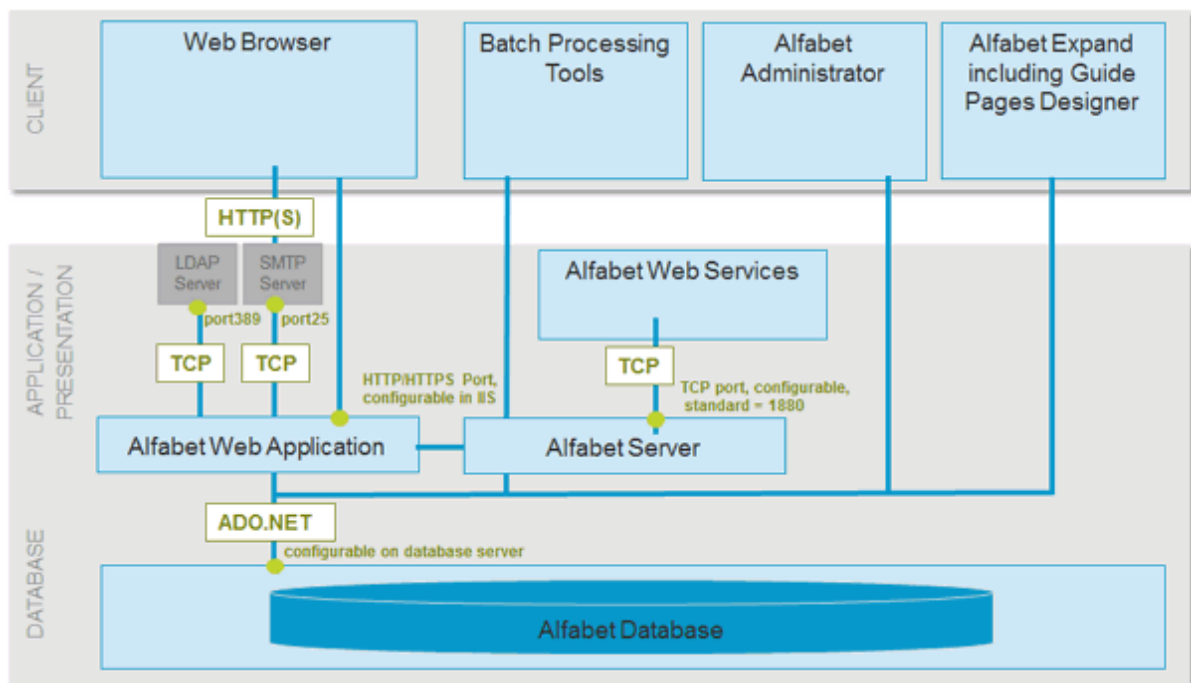 CLIENT
Web Browser
Batch Processing
Tools
Alfabet
Administrator
Alfabet Expand
including Guide
Pages Designer
HTTP(S)
APPLICATION /
PRESENTATION
LDAP
Server
SMTP
Server
port389
port25
TCP
TCP
HTTP/HTTPS Port,
configurable in IIS
Alfabet Web Services
TCP
TCP port, configurable,
standard = 1880
Alfabet Web Application
Alfabet Server
DATABASE
ADO.NET
configurable on database server
Alfabet Database